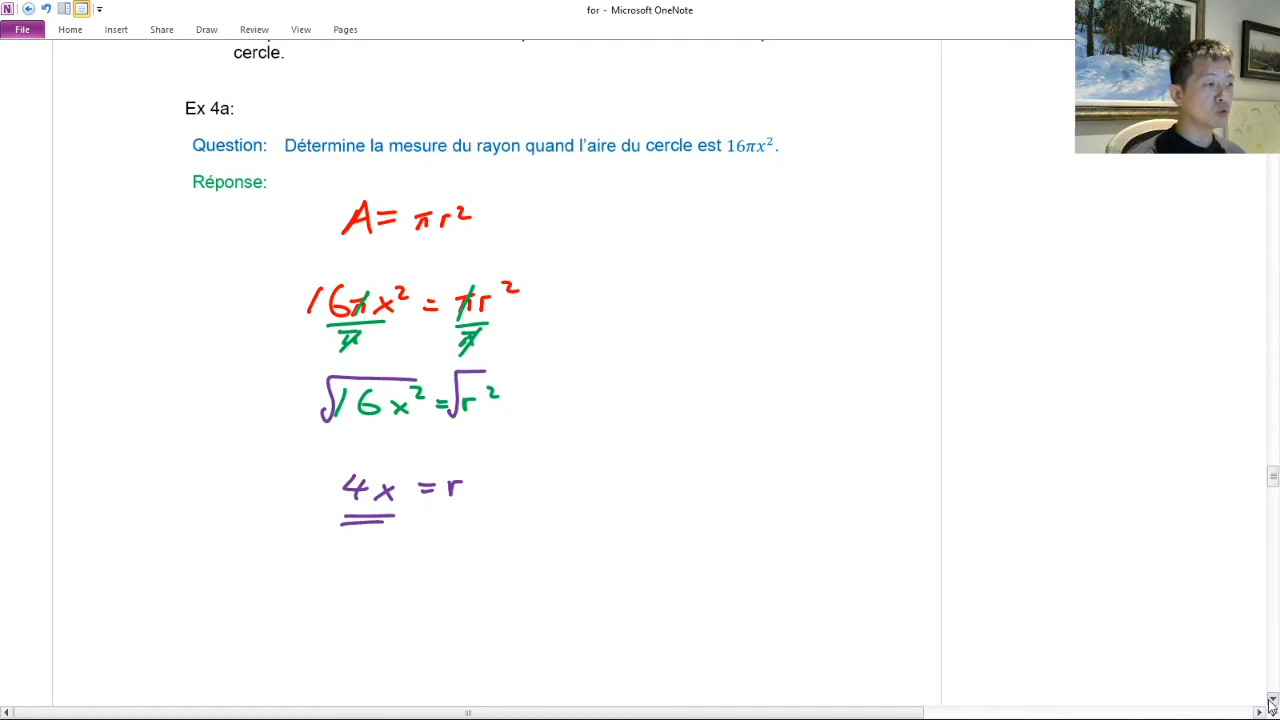 for - Microsoft OneNote
File Home Insert Share Draw Review View Pages
cercle.
Ex 4a:
Question: Détermine la mesure du rayon quand l'aire du cercle est 16πx².
Réponse:
A = πr²
16πx² = πr²
π π
√16x² = √r²
4x = r